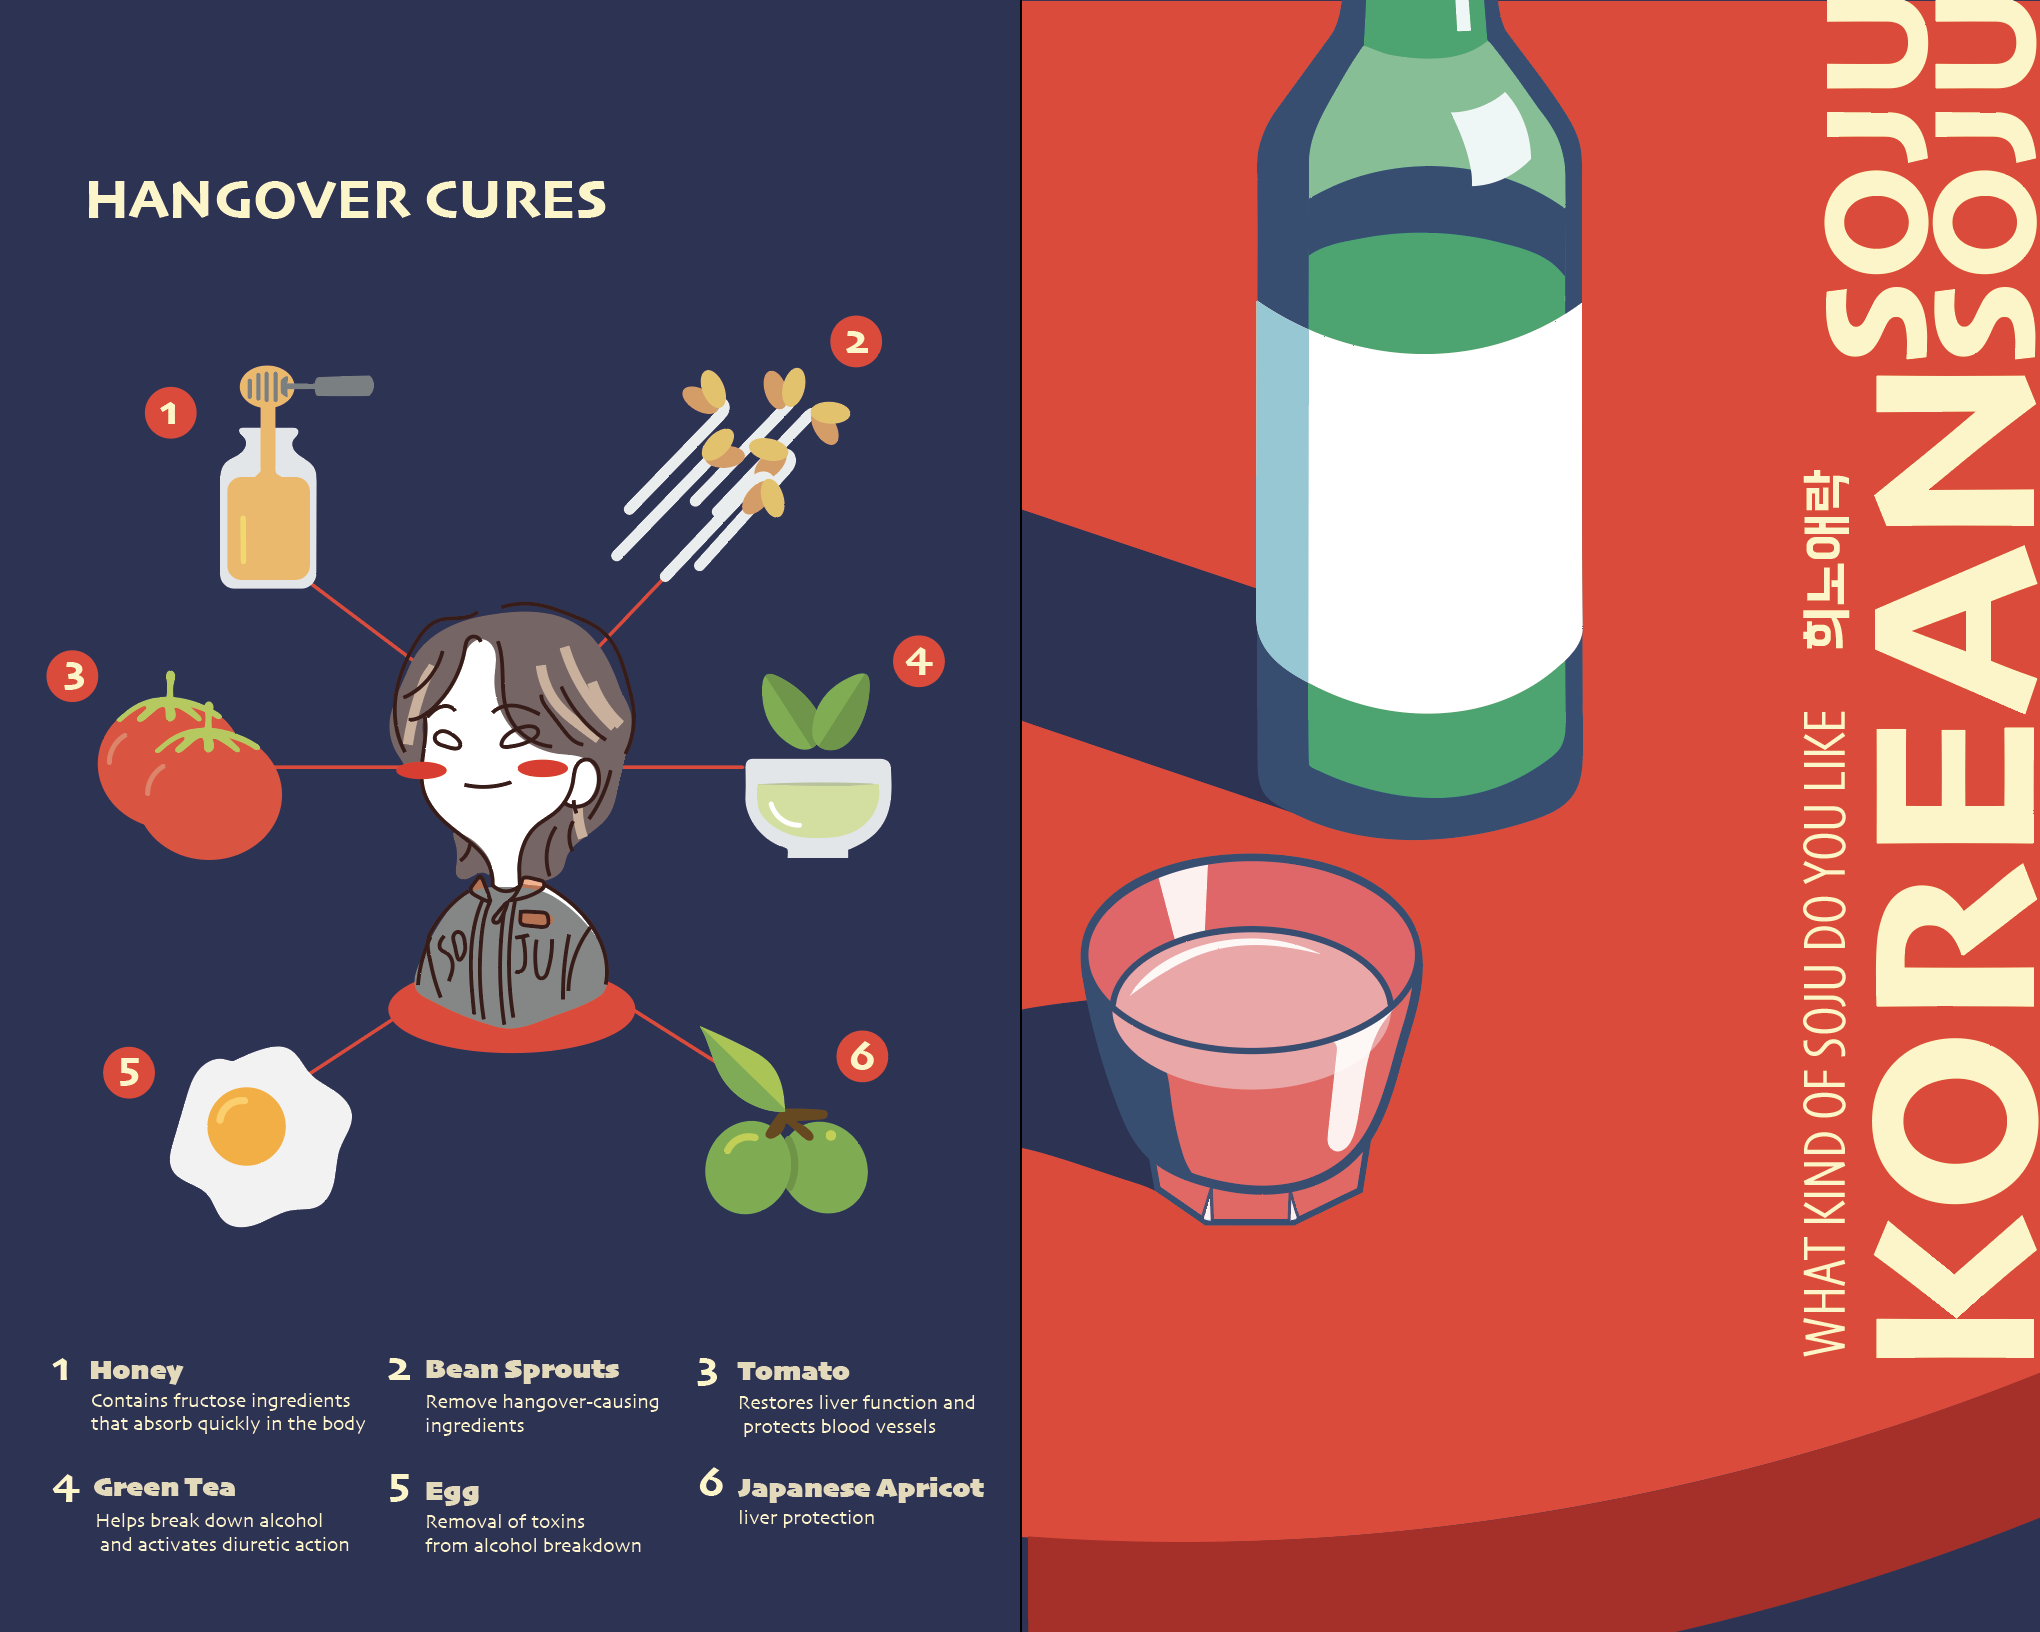 HANGOVER CURES
1
2
3
4
5
6
SO JU
1 Honey
Contains fructose ingredients
that absorb quickly in the body
2 Bean Sprouts
Remove hangover-causing
ingredients
3 Tomato
Restores liver function and
protects blood vessels
4 Green Tea
Helps break down alcohol
and activates diuretic action
5 Egg
Removal of toxins
from alcohol breakdown
6 Japanese Apricot
liver protection
WHAT KIND OF SOJU DO YOU LIKE 희노애락
KOREAN
SOJU
SOJU